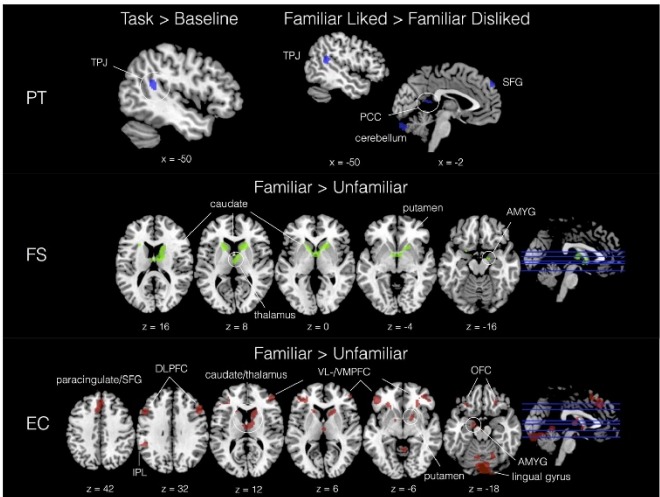 Task > Baseline
Familiar Liked > Familiar Disliked
TPJ
TPJ
SFG
PT
PCC
cerebellum
x = -50
x = -50
x = -2
Familiar > Unfamiliar
caudate
putamen
AMYG
FS
thalamus
z = 16
z = 8
z = 0
z = -4
z = -16
Familiar > Unfamiliar
paracingulate/SFG
DLPFC
caudate/thalamus
VL-/VMPFC
OFC
EC
IPL
AMYG
putamen
lingual gyrus
z = 42
z = 32
z = 12
z = 6
z = -6
z = -18